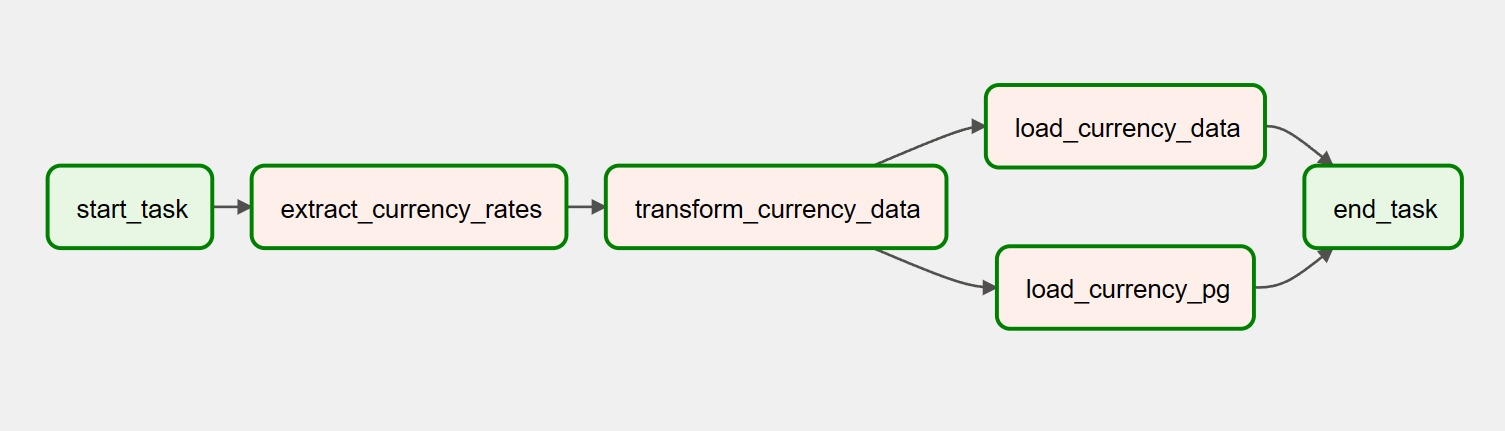 start_task
extract_currency_rates
transform_currency_data
load_currency_data
load_currency_pg
end_task